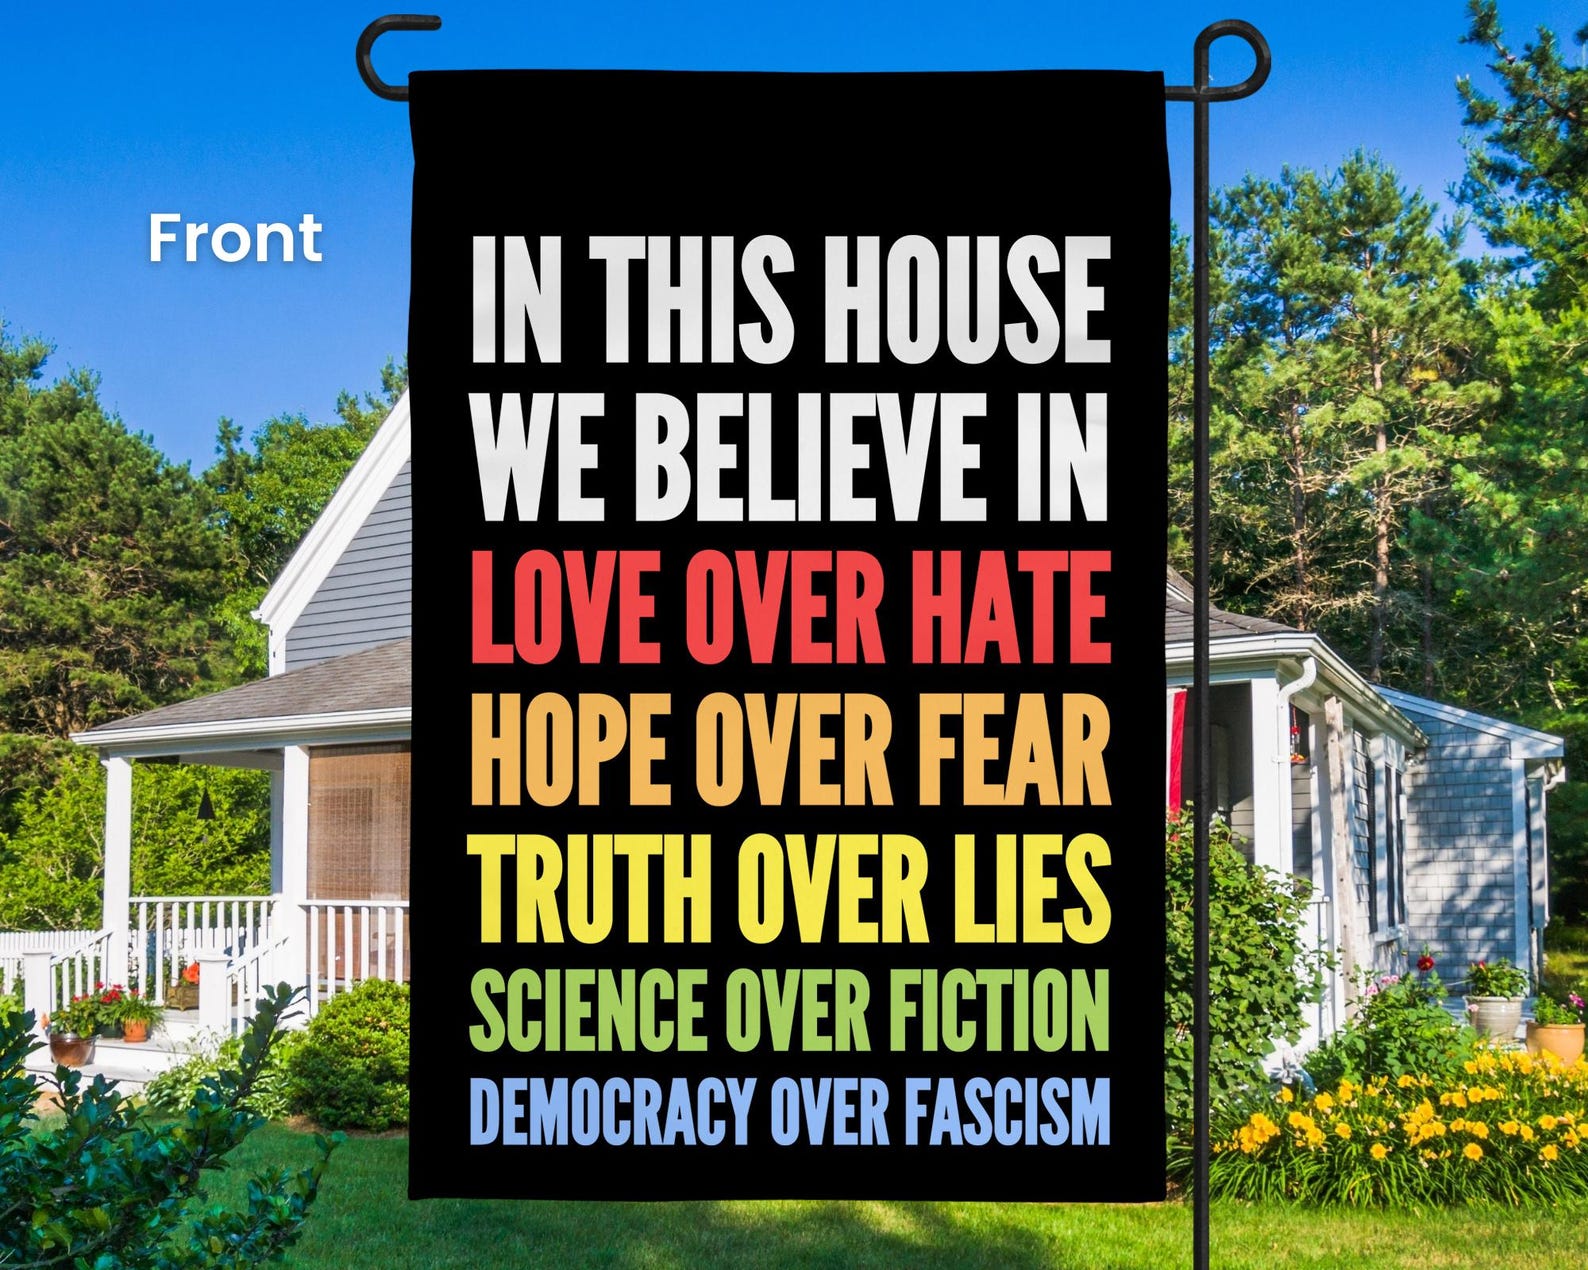 Front
IN THIS HOUSE
WE BELIEVE IN
LOVE OVER HATE
HOPE OVER FEAR
TRUTH OVER LIES
SCIENCE OVER FICTION
DEMOCRACY OVER FASCISM